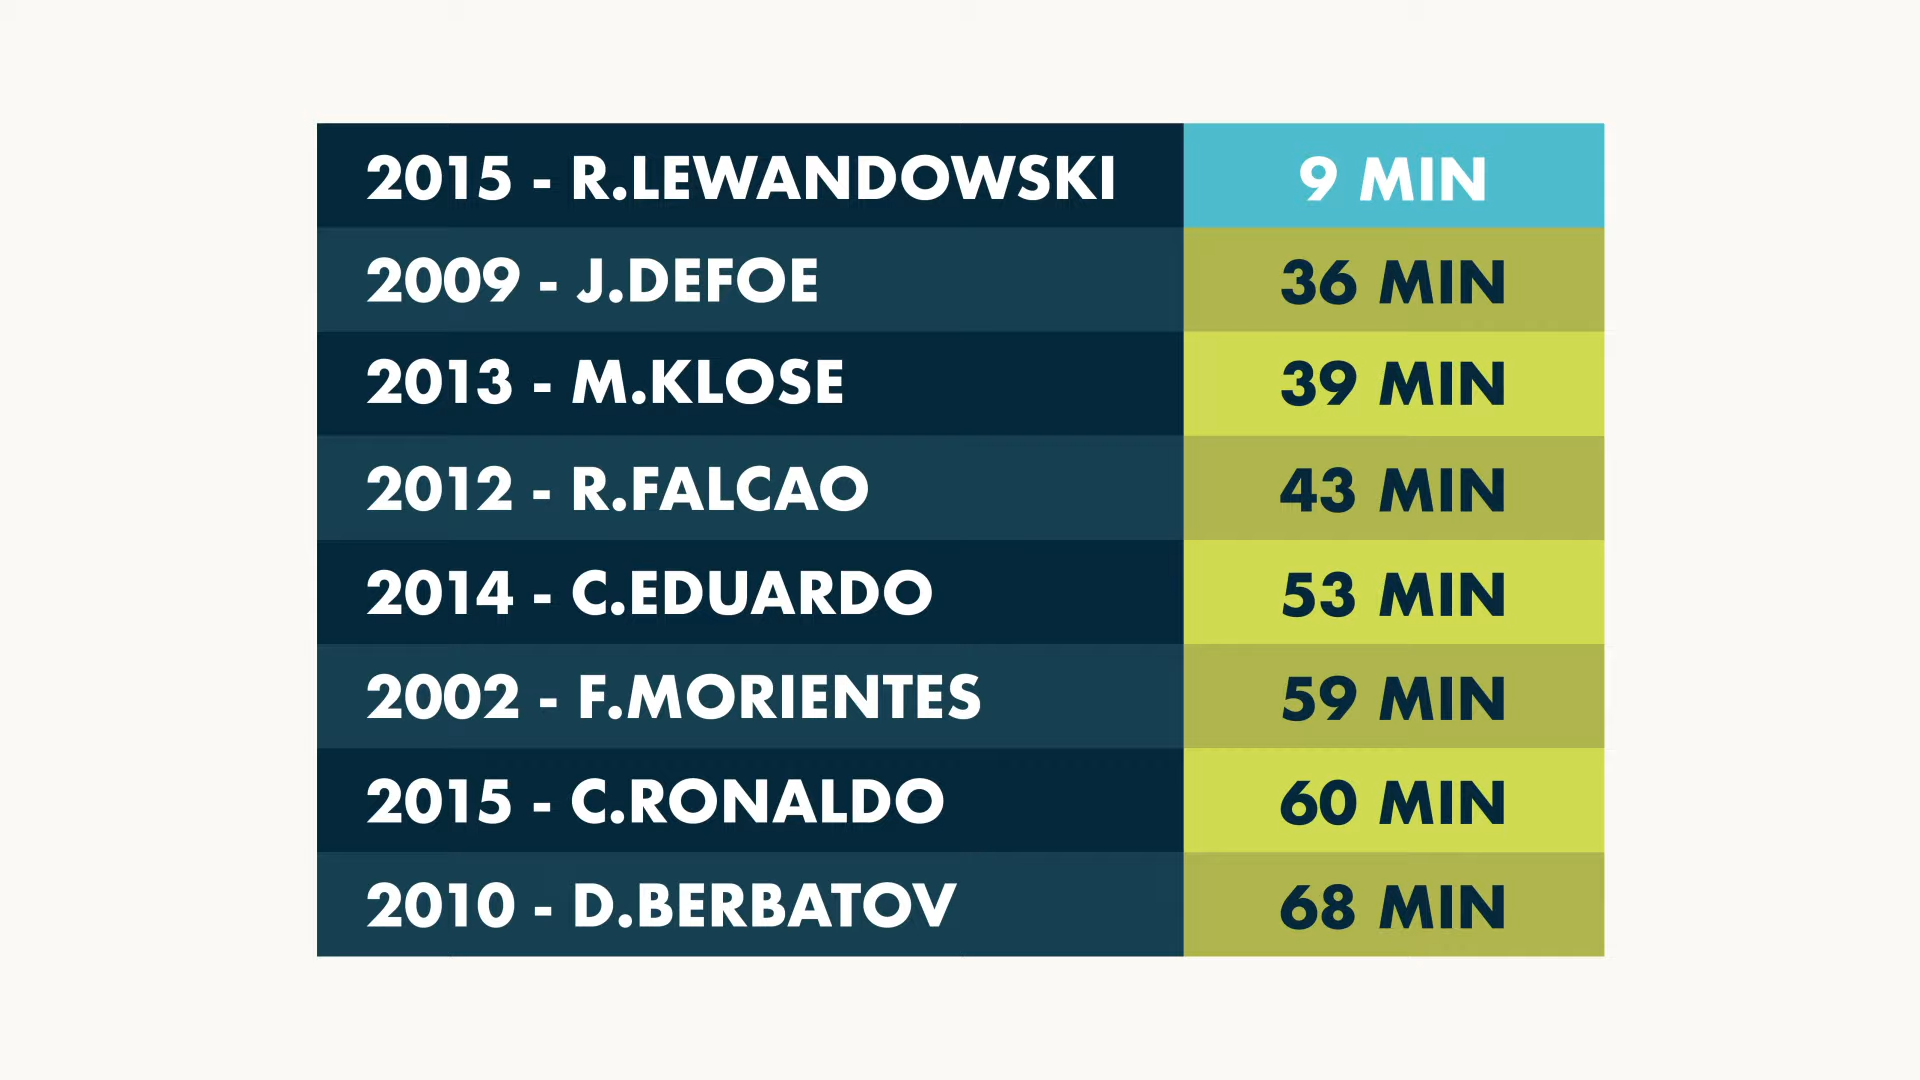 2015 - R.LEWANDOWSKI 9 MIN
2009 - J.DEFOE 36 MIN
2013 - M.KLOSE 39 MIN
2012 - R.FALCAO 43 MIN
2014 - C.EDUARDO 53 MIN
2002 - F.MORIENTES 59 MIN
2015 - C.RONALDO 60 MIN
2010 - D.BERBATOV 68 MIN